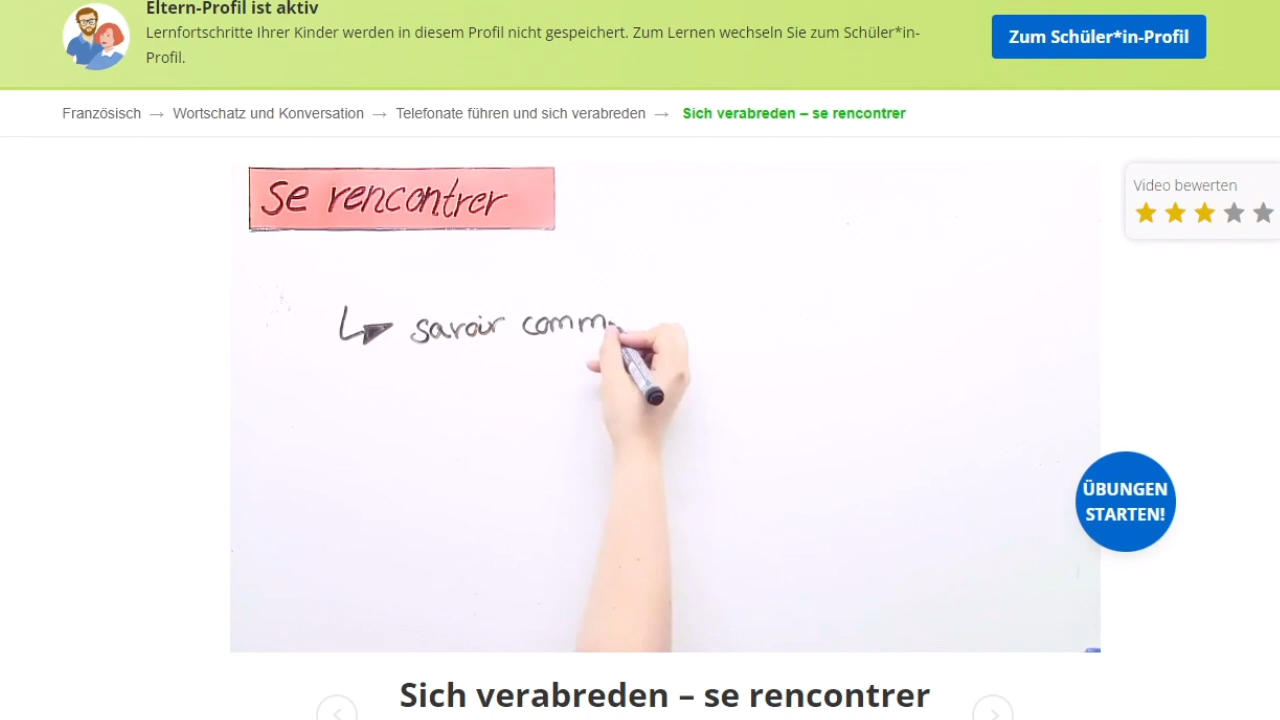 Eltern-Profil ist aktiv
Lernfortschritte Ihrer Kinder werden in diesem Profil nicht gespeichert. Zum Lernen wechseln Sie zum Schüler*in-
Profil.
Zum Schüler*in-Profil
Französisch → Wortschatz und Konversation → Telefonate führen und sich verabreden → Sich verabreden – se rencontrer
se rencontrer
Video bewerten
savoir comm
ÜBUNGEN
STARTEN!
Sich verabreden – se rencontrer